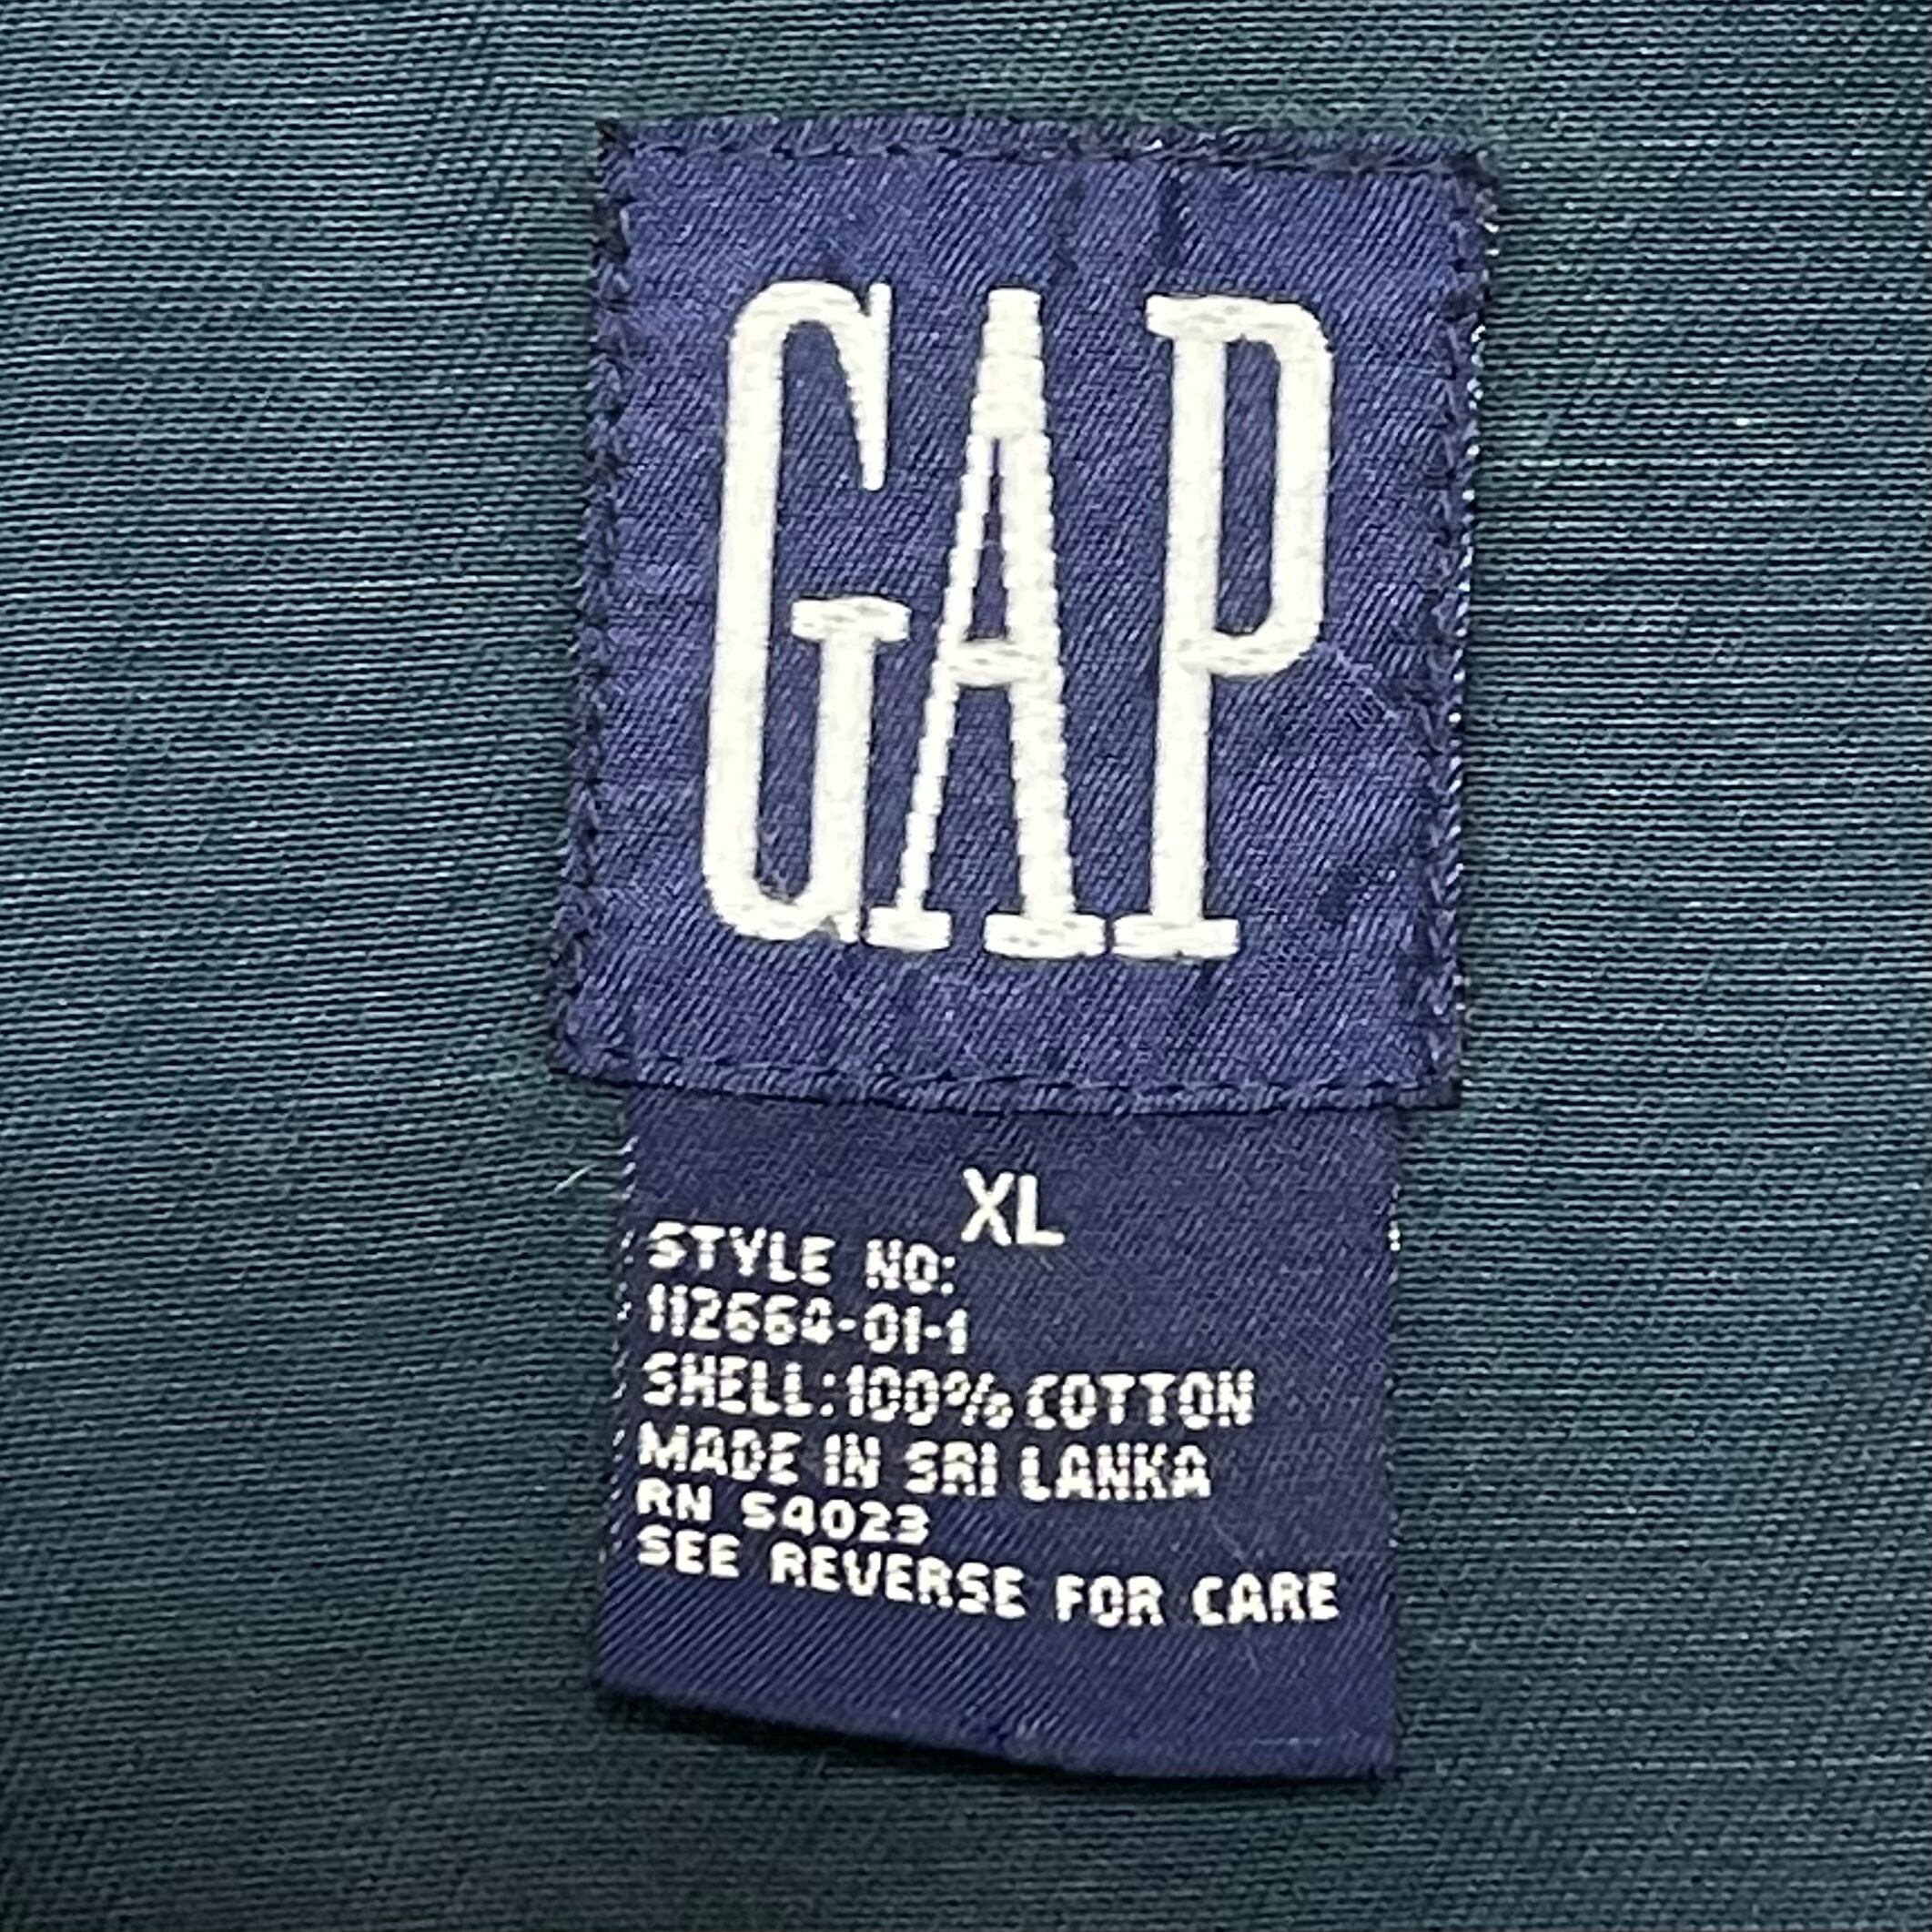 GAP
XL
STYLE NO:
112664-01-1
SHELL:100% COTTON
MADE IN SRI LANKA
RN 54023
SEE REVERSE FOR CARE